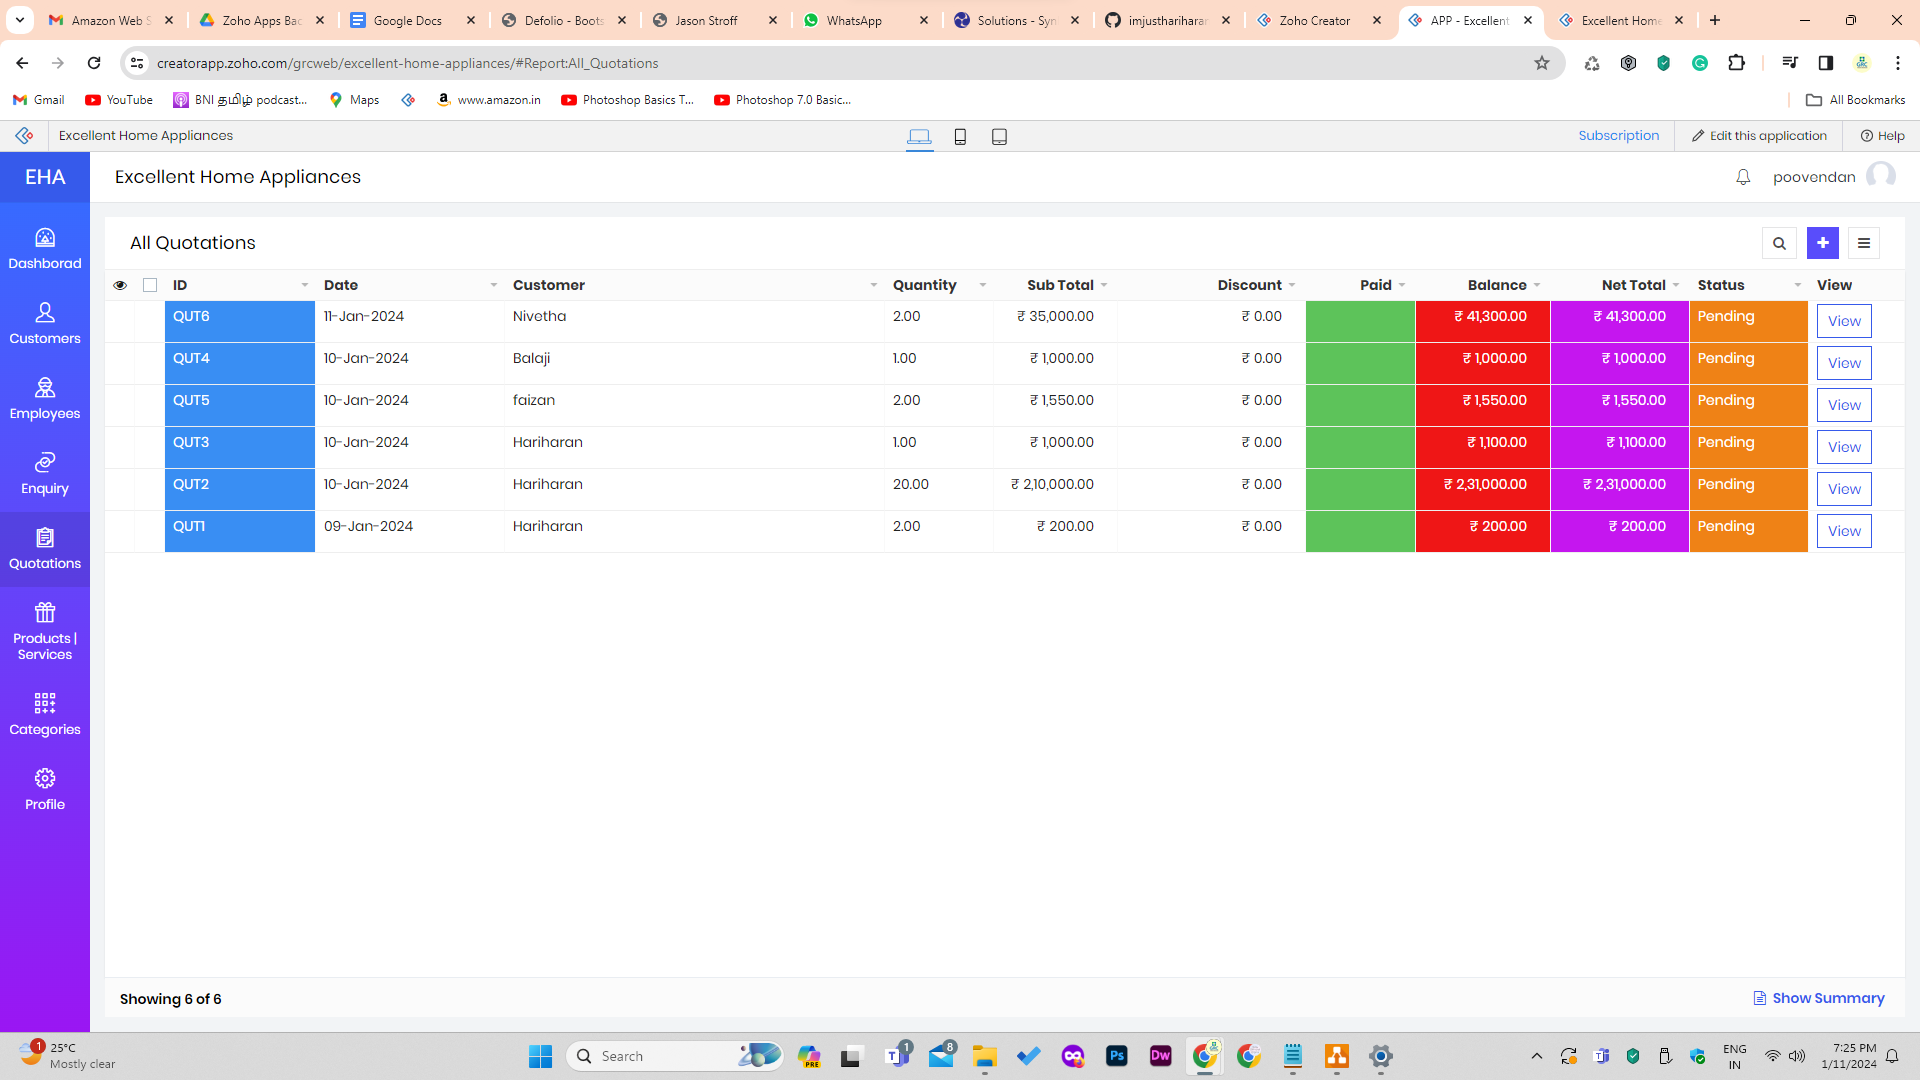 Amazon Web S
Zoho Apps Bac
Google Docs
Defolio - Boots
Jason Stroff
WhatsApp
Solutions - Syn
imjusthariharan
Zoho Creator
APP - Excellent
Excellent Home
creatorapp.zoho.com/grcweb/excellent-home-appliances/#Report:All_Quotations
Gmail
YouTube
BNI தமிழ் podcast...
Maps
www.amazon.in
Photoshop Basics T...
Photoshop 7.0 Basic...
All Bookmarks
Excellent Home Appliances
Subscription
Edit this application
Help
EHA
Excellent Home Appliances
poovendan
Dashborad
Customers
Employees
Enquiry
Quotations
Products |
Services
Categories
Profile
All Quotations
ID Date Customer Quantity Sub Total Discount Paid Balance Net Total Status View
QUT6 11-Jan-2024 Nivetha 2.00 ₹ 35,000.00 ₹ 0.00 ₹ 41,300.00 ₹ 41,300.00 Pending View
QUT4 10-Jan-2024 Balaji 1.00 ₹ 1,000.00 ₹ 0.00 ₹ 1,000.00 ₹ 1,000.00 Pending View
QUT5 10-Jan-2024 faizan 2.00 ₹ 1,550.00 ₹ 0.00 ₹ 1,550.00 ₹ 1,550.00 Pending View
QUT3 10-Jan-2024 Hariharan 1.00 ₹ 1,000.00 ₹ 0.00 ₹ 1,100.00 ₹ 1,100.00 Pending View
QUT2 10-Jan-2024 Hariharan 20.00 ₹ 2,10,000.00 ₹ 0.00 ₹ 2,31,000.00 ₹ 2,31,000.00 Pending View
QUT1 09-Jan-2024 Hariharan 2.00 ₹ 200.00 ₹ 0.00 ₹ 200.00 ₹ 200.00 Pending View
Showing 6 of 6
Show Summary
1
25°C
Mostly clear
Search
PRE
1
8
Ps
Dw
ENG
IN
7:25 PM
1/11/2024